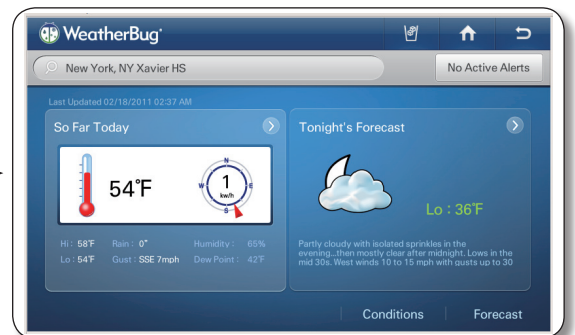 WeatherBug®
New York, NY Xavier HS
No Active Alerts
Last Updated 02/18/2011 02:37 AM
So Far Today
54°F
N
W E
S
1
kw/h
Hi : 58°F Rain : 0" Humidity : 65%
Lo : 54°F Gust : SSE 7mph Dew Point : 42°F
Tonight's Forecast
Lo : 36°F
Partly cloudy with isolated sprinkles in the
evening...then mostly clear after midnight. Lows in the
mid 30s. West winds 10 to 15 mph with gusts up to 30
Conditions Forecast